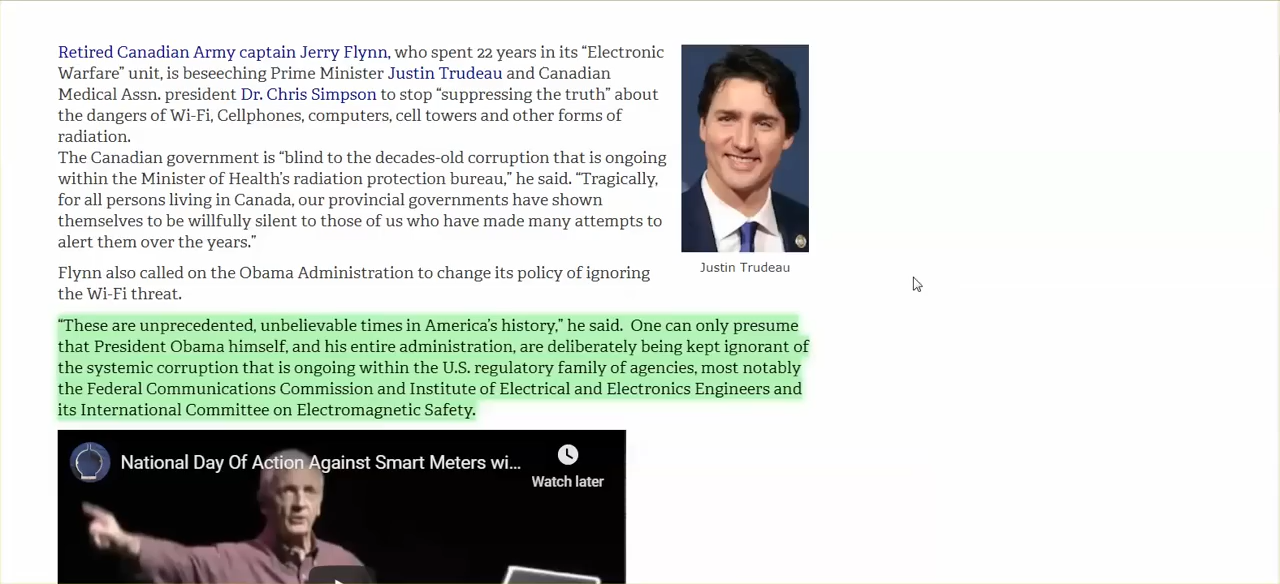 Retired Canadian Army captain Jerry Flynn, who spent 22 years in its “Electronic
Warfare” unit, is beseeching Prime Minister Justin Trudeau and Canadian
Medical Assn. president Dr. Chris Simpson to stop “suppressing the truth” about
the dangers of Wi-Fi, Cellphones, computers, cell towers and other forms of
radiation.
The Canadian government is “blind to the decades-old corruption that is ongoing
within the Minister of Health’s radiation protection bureau,” he said. “Tragically,
for all persons living in Canada, our provincial governments have shown
themselves to be willfully silent to those of us who have made many attempts to
alert them over the years.”
Justin Trudeau
Flynn also called on the Obama Administration to change its policy of ignoring
the Wi-Fi threat.
“These are unprecedented, unbelievable times in America’s history,” he said.  One can only presume
that President Obama himself, and his entire administration, are deliberately being kept ignorant of
the systemic corruption that is ongoing within the U.S. regulatory family of agencies, most notably
the Federal Communications Commission and Institute of Electrical and Electronics Engineers and
its International Committee on Electromagnetic Safety.
National Day Of Action Against Smart Meters wi...
Watch later